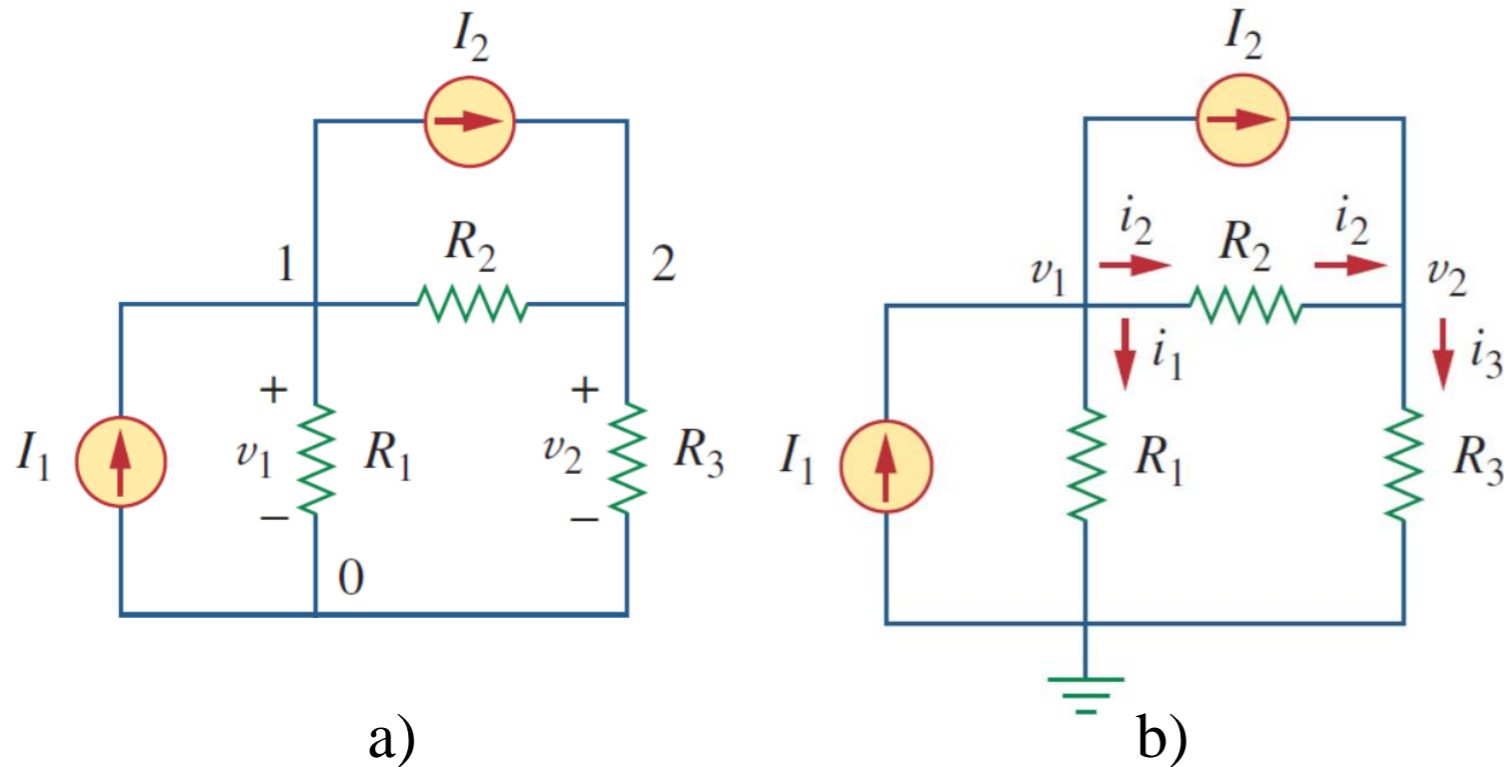 I₂
1
R₂
2
I₁
+
v₁
−
R₁
+
v₂
−
R₃
0
a)
I₂
v₁
i₂
R₂
i₂
v₂
i₁
i₃
I₁
R₁
R₃
b)